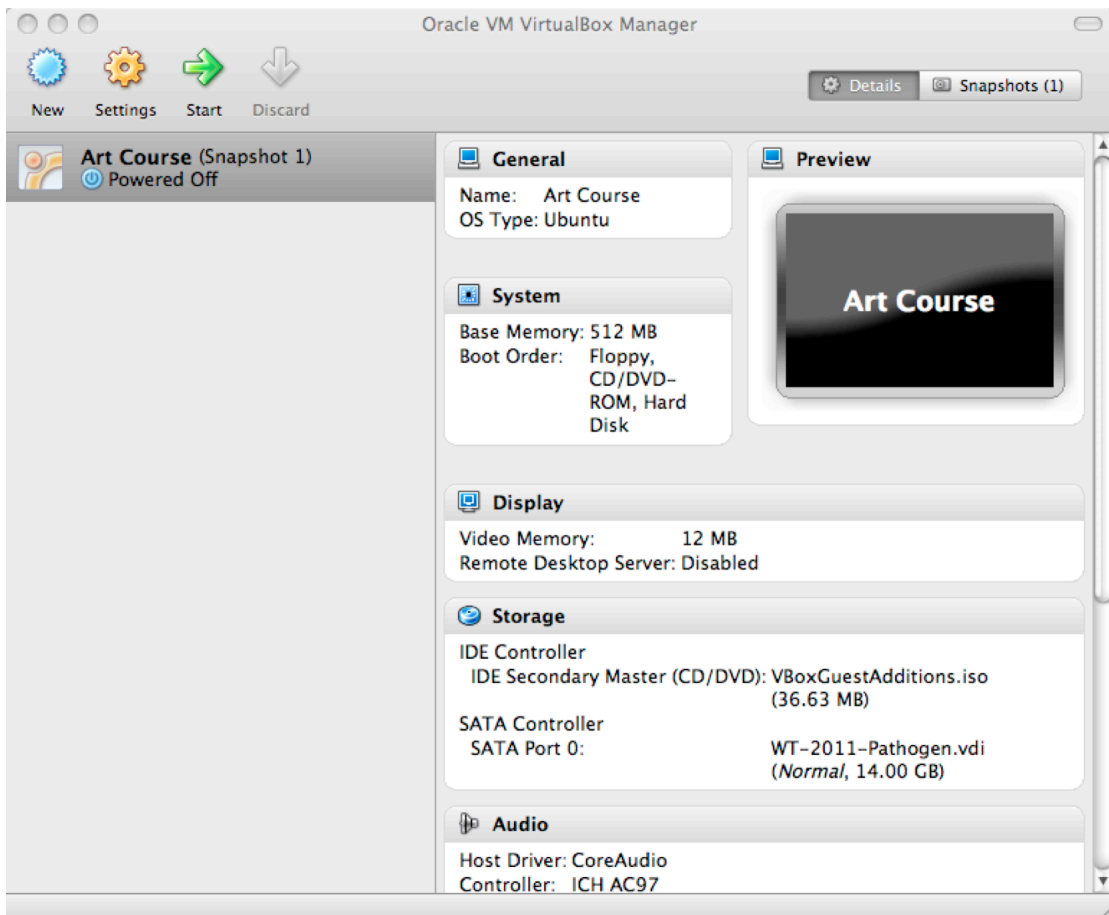 Oracle VM VirtualBox Manager
New
Settings
Start
Discard
Details
Snapshots (1)
Art Course (Snapshot 1)
Powered Off
General
Name: Art Course
OS Type: Ubuntu
Preview
Art Course
System
Base Memory: 512 MB
Boot Order: Floppy,
CD/DVD-
ROM, Hard
Disk
Display
Video Memory: 12 MB
Remote Desktop Server: Disabled
Storage
IDE Controller
IDE Secondary Master (CD/DVD): VBoxGuestAdditions.iso
(36.63 MB)
SATA Controller
SATA Port 0: WT-2011-Pathogen.vdi
(Normal, 14.00 GB)
Audio
Host Driver: CoreAudio
Controller: ICH AC97